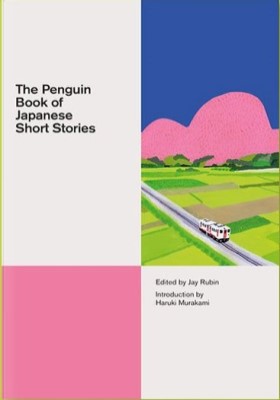 The Penguin
Book of
Japanese
Short Stories
Edited by Jay Rubin
Introduction by
Haruki Murakami